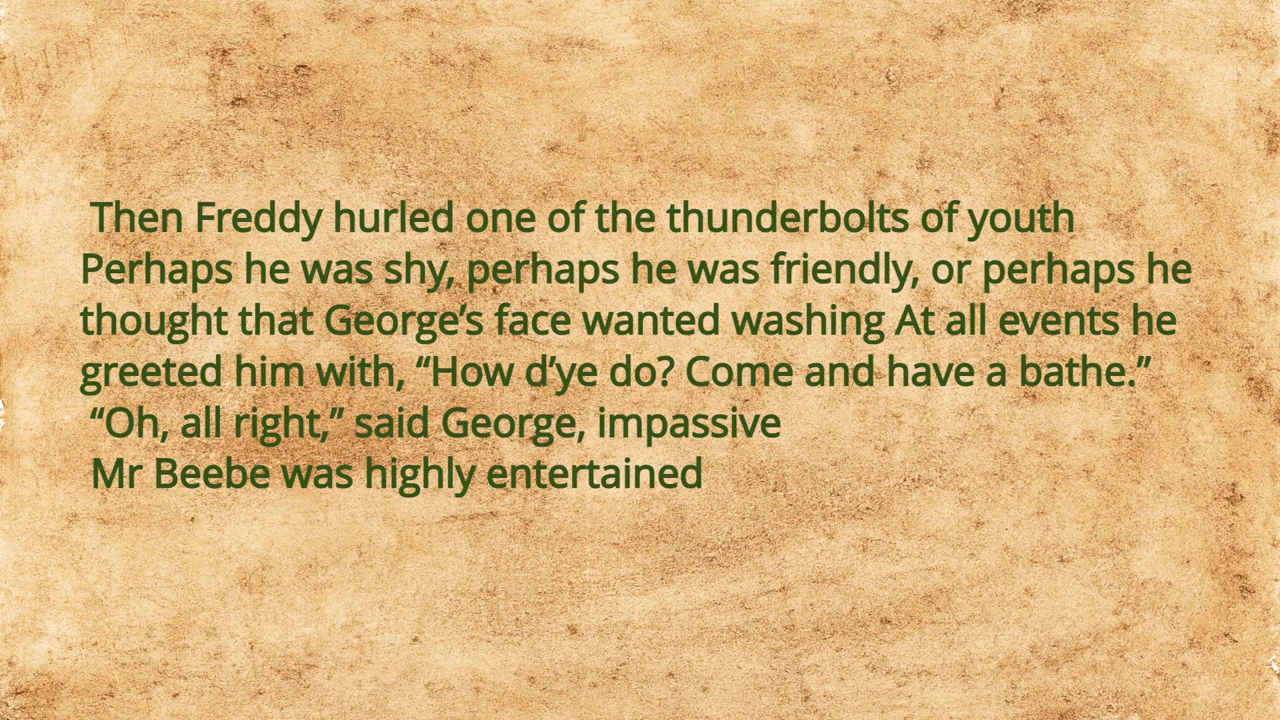 Then Freddy hurled one of the thunderbolts of youth
Perhaps he was shy, perhaps he was friendly, or perhaps he
thought that George’s face wanted washing At all events he
greeted him with, “How d’ye do? Come and have a bathe.”
“Oh, all right,” said George, impassive
Mr Beebe was highly entertained